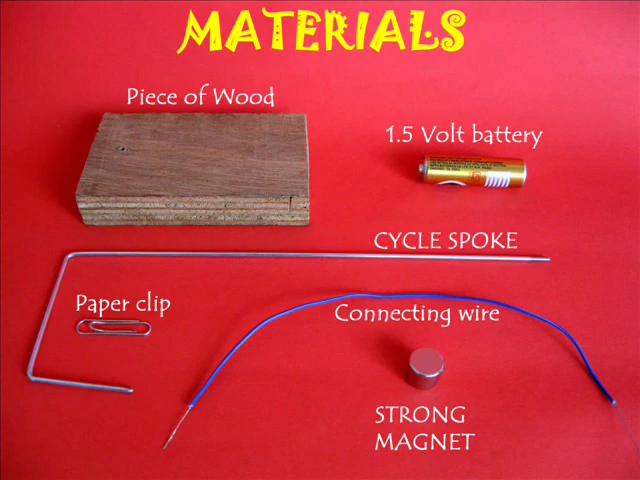 MATERIALS
Piece of Wood
1.5 Volt battery
CYCLE SPOKE
Paper clip
Connecting wire
STRONG
MAGNET